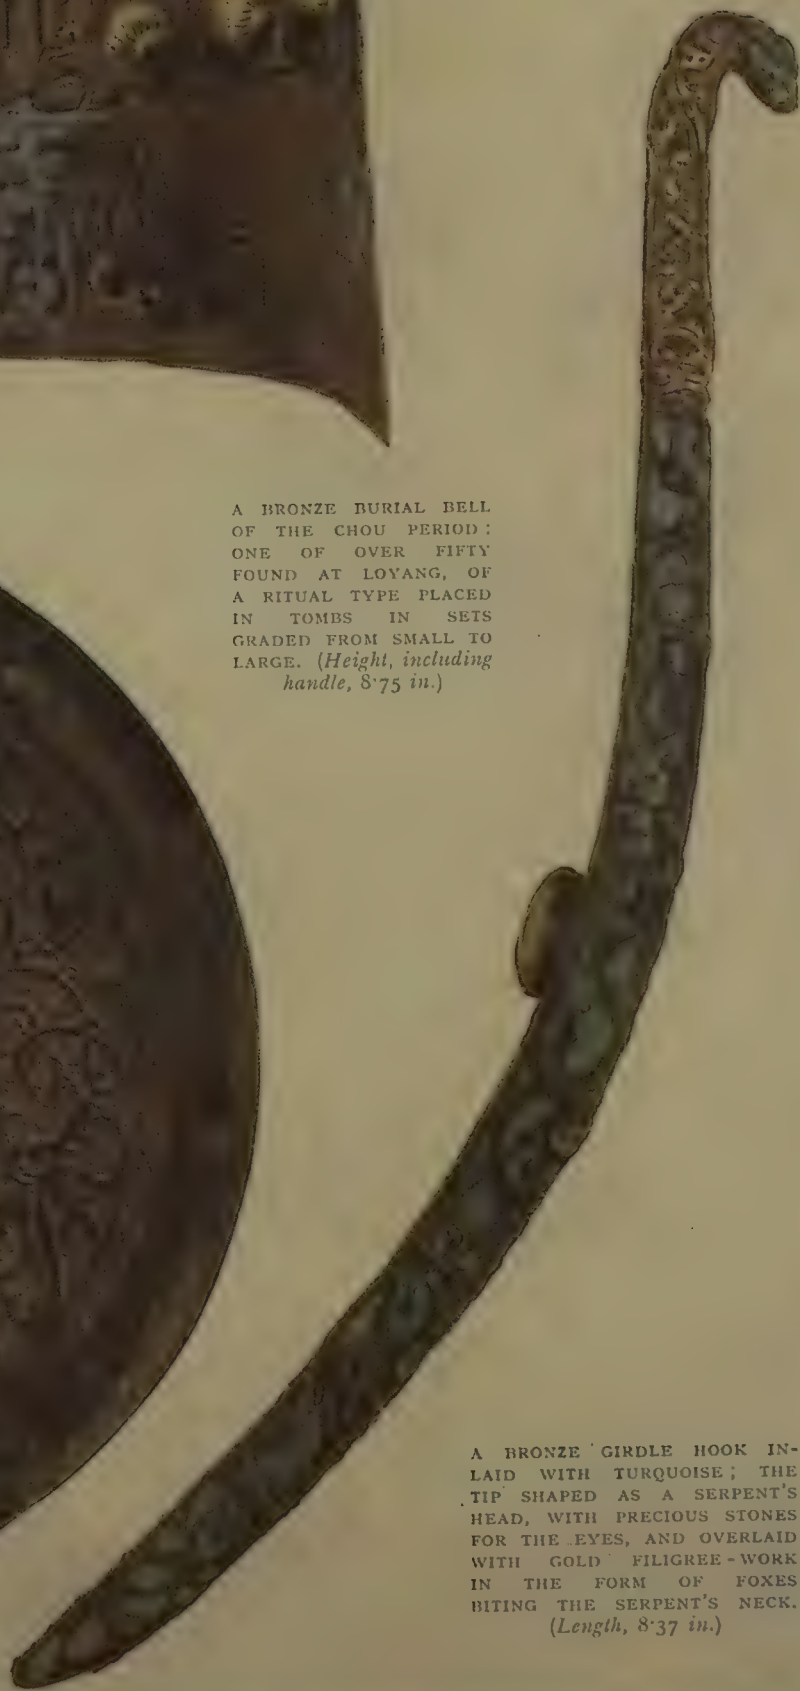 A BRONZE BURIAL BELL
OF THE CHOU PERIOD:
ONE OF OVER FIFTY
FOUND AT LOYANG, OF
A RITUAL TYPE PLACED
IN TOMBS IN SETS
GRADED FROM SMALL TO
LARGE. (Height, including
handle, 8·75 in.)
A BRONZE GIRDLE HOOK IN-
LAID WITH TURQUOISE; THE
TIP SHAPED AS A SERPENT'S
HEAD, WITH PRECIOUS STONES
FOR THE EYES, AND OVERLAID
WITH GOLD FILIGREE-WORK
IN THE FORM OF FOXES
BITING THE SERPENT'S NECK.
(Length, 8·37 in.)